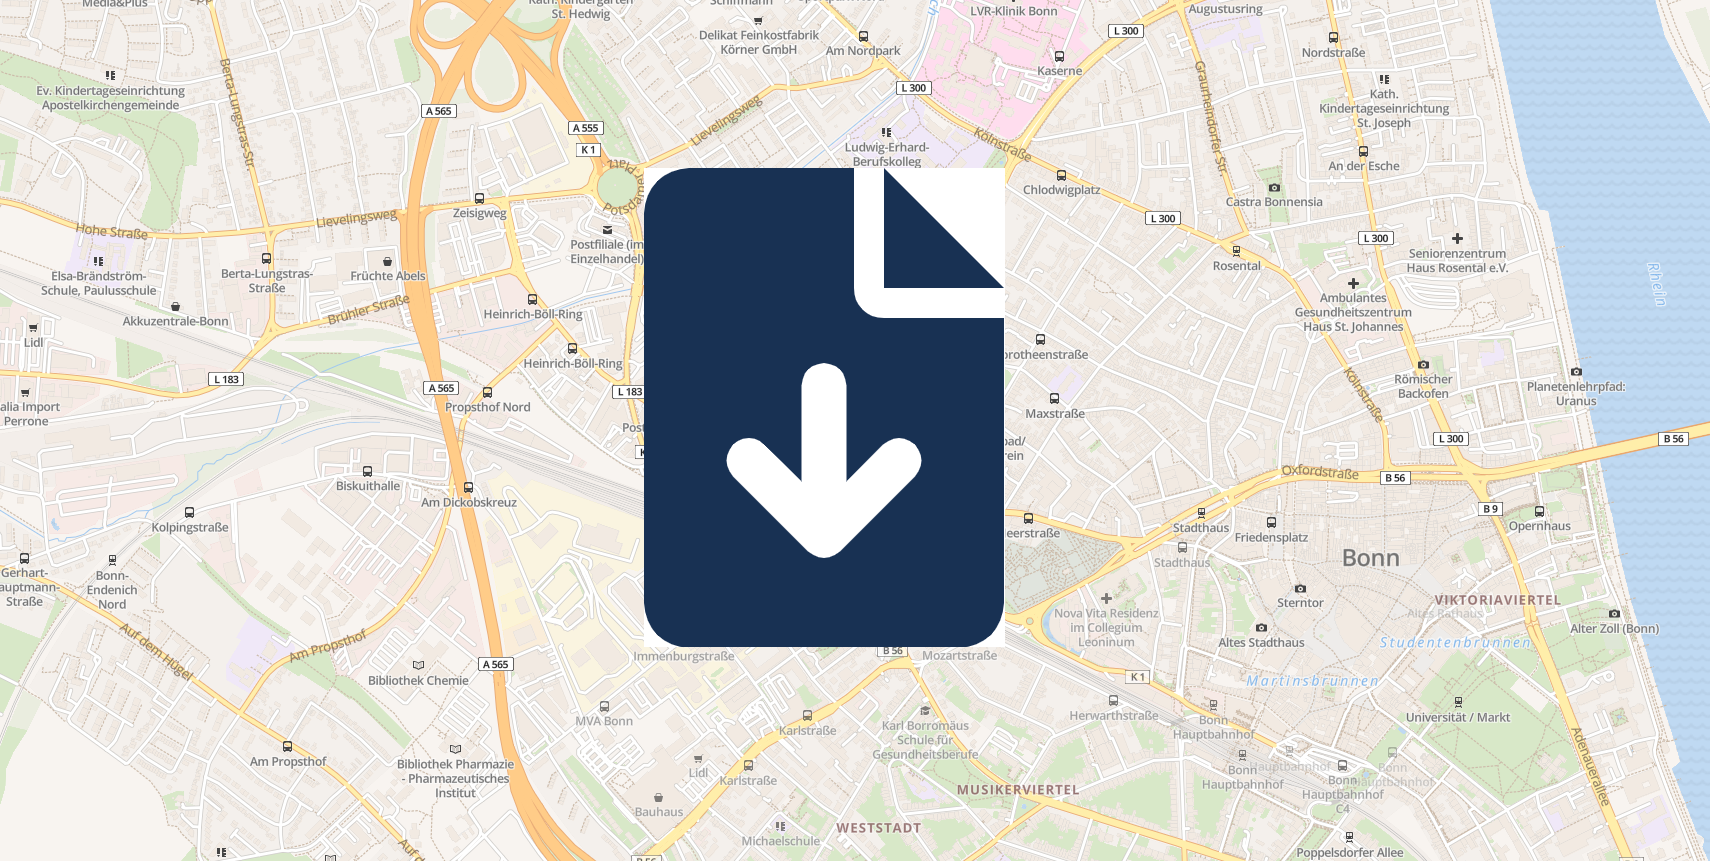 Media&Plus
Kath. Kindergarten
St. Hedwig
LVR-Klinik Bonn
Augustusring
L 300
Delikat Feinkostfabrik
Körner GmbH
Am Nordpark
Nordstraße
Kaserne
Ev. Kindertageseinrichtung
Apostelkirchengemeinde
Berta-Lungstras-Str.
A 565
Lievelingsweg
L 300
Graurheindorfer Str.
Kath.
Kindertageseinrichtung
St. Joseph
A 555
K 1
Kölnstraße
Ludwig-Erhard-
Berufskolleg
An der Esche
Chlodwigplatz
Castra Bonnensia
Zeisigweg
Lievelingsweg
Hohe Straße
L 300
L 300
Postfiliale (im
Einzelhandel)
Rosental
Seniorenzentrum
Haus Rosental e.V.
Elsa-Brändström-
Schule, Paulusschule
Berta-Lungstras-
Straße
Früchte Abels
Rhein
Akkuzentrale-Bonn
Brühler Straße
Heinrich-Böll-Ring
Ambulantes
Gesundheitszentrum
Haus St. Johannes
Lidl
Heinrich-Böll-Ring
orotheenstraße
L 183
A 565
L 183
Kölnstraße
Römischer
Backofen
Planetenlehrpfad:
Uranus
alia Import
Perrone
Propsthof Nord
Maxstraße
Post
L 300
B 56
bad/
rein
K
Oxfordstraße
B 56
Biskuithalle
Am Dickobskreuz
B 9
Kolpingstraße
eerstraße
Stadthaus
Friedensplatz
Opernhaus
Stadthaus
Bonn
Gerhart-
auptmann-
Straße
Bonn-
Endenich
Nord
Sterntor
VIKTORIAVIERTEL
Altes Rathaus
Nova Vita Residenz
im Collegium
Leoninum
Altes Stadthaus
Alter Zoll (Bonn)
Studentenbrunnen
Auf dem Hügel
Am Propsthof
A 565
Immenburgstraße
B 56
Mozartstraße
Bibliothek Chemie
K 1
Martinsbrunnen
MVA Bonn
Karlstraße
Karl Borromäus
Schule für
Gesundheitsberufe
Herwarthstraße
Bonn
Hauptbahnhof
Universität / Markt
Am Propsthof
Bibliothek Pharmazie
- Pharmazeutisches
Institut
Lidl
Karlstraße
Bonn
Hauptbahnhof
Hauptbahnhof
Bonn
Hauptbahnhof
C4
Bonn
Hauptbahnhof
Adenauerallee
MUSIKERVIERTEL
Bauhaus
WESTSTADT
Michaelschule
Poppelsdorfer Allee
B 56